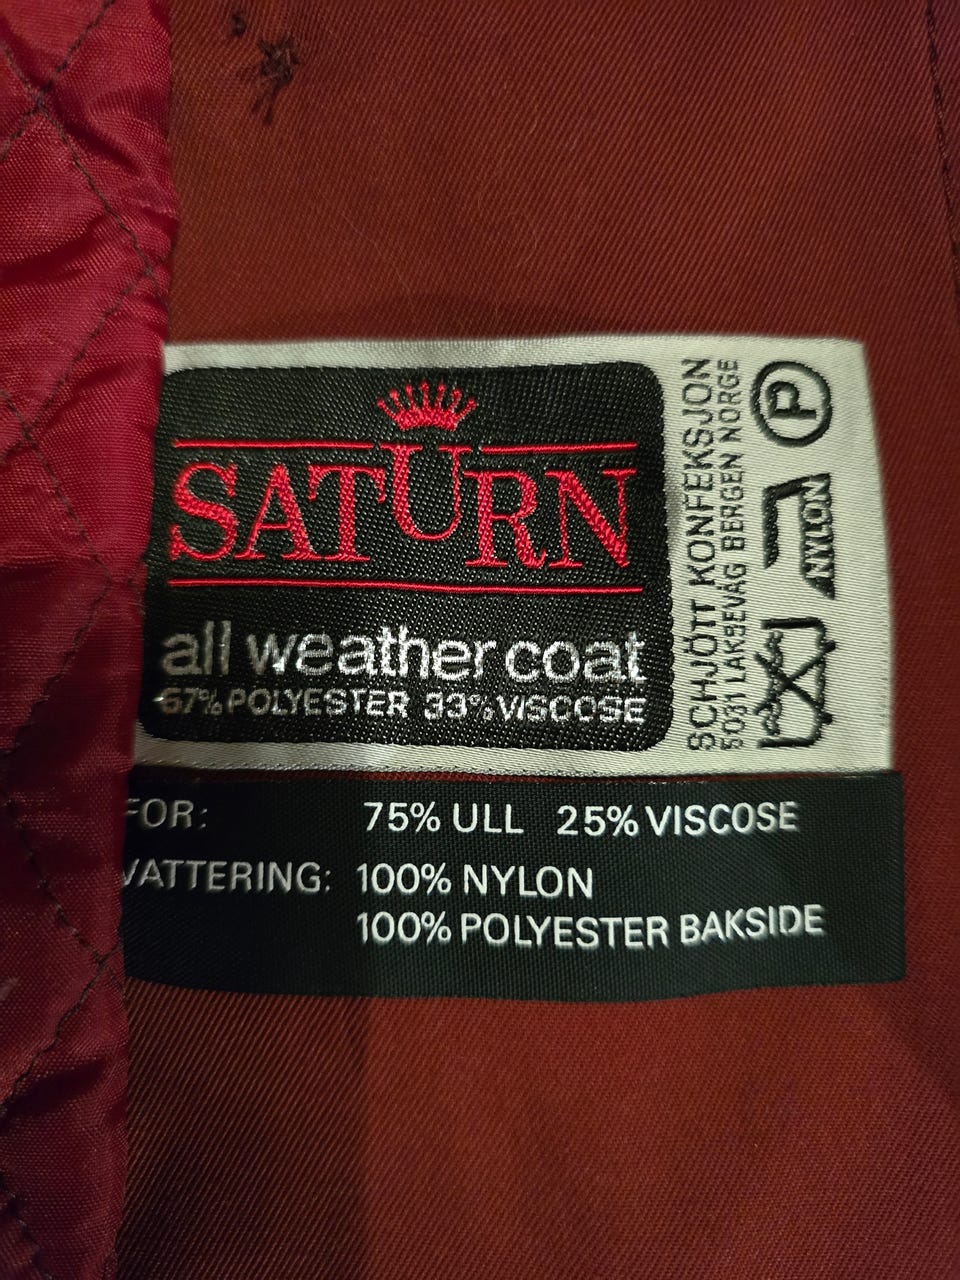 SATURN
all weather coat
67% POLYESTER 33% VISCOSE
SCHJÖTT KONFEKSJON
5031 LAKSEVÅG BERGEN NORGE
P
NYLON
FOR: 75% ULL 25% VISCOSE
VATTERING: 100% NYLON
100% POLYESTER BAKSIDE